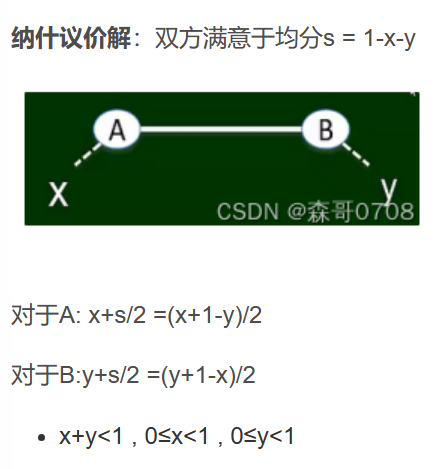 纳什议价解：双方满意于均分s = 1-x-y
A
B
x
y
CSDN @森哥0708
对于A: x+s/2 =(x+1-y)/2
对于B:y+s/2 =(y+1-x)/2
• x+y<1 , 0≤x<1 , 0≤y<1